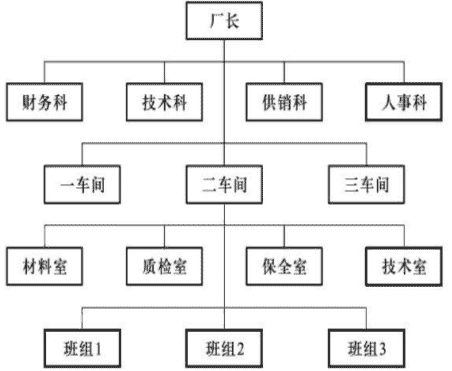 厂长
财务科
技术科
供销科
人事科
一车间
二车间
三车间
材料室
质检室
保全室
技术室
班组1
班组2
班组3